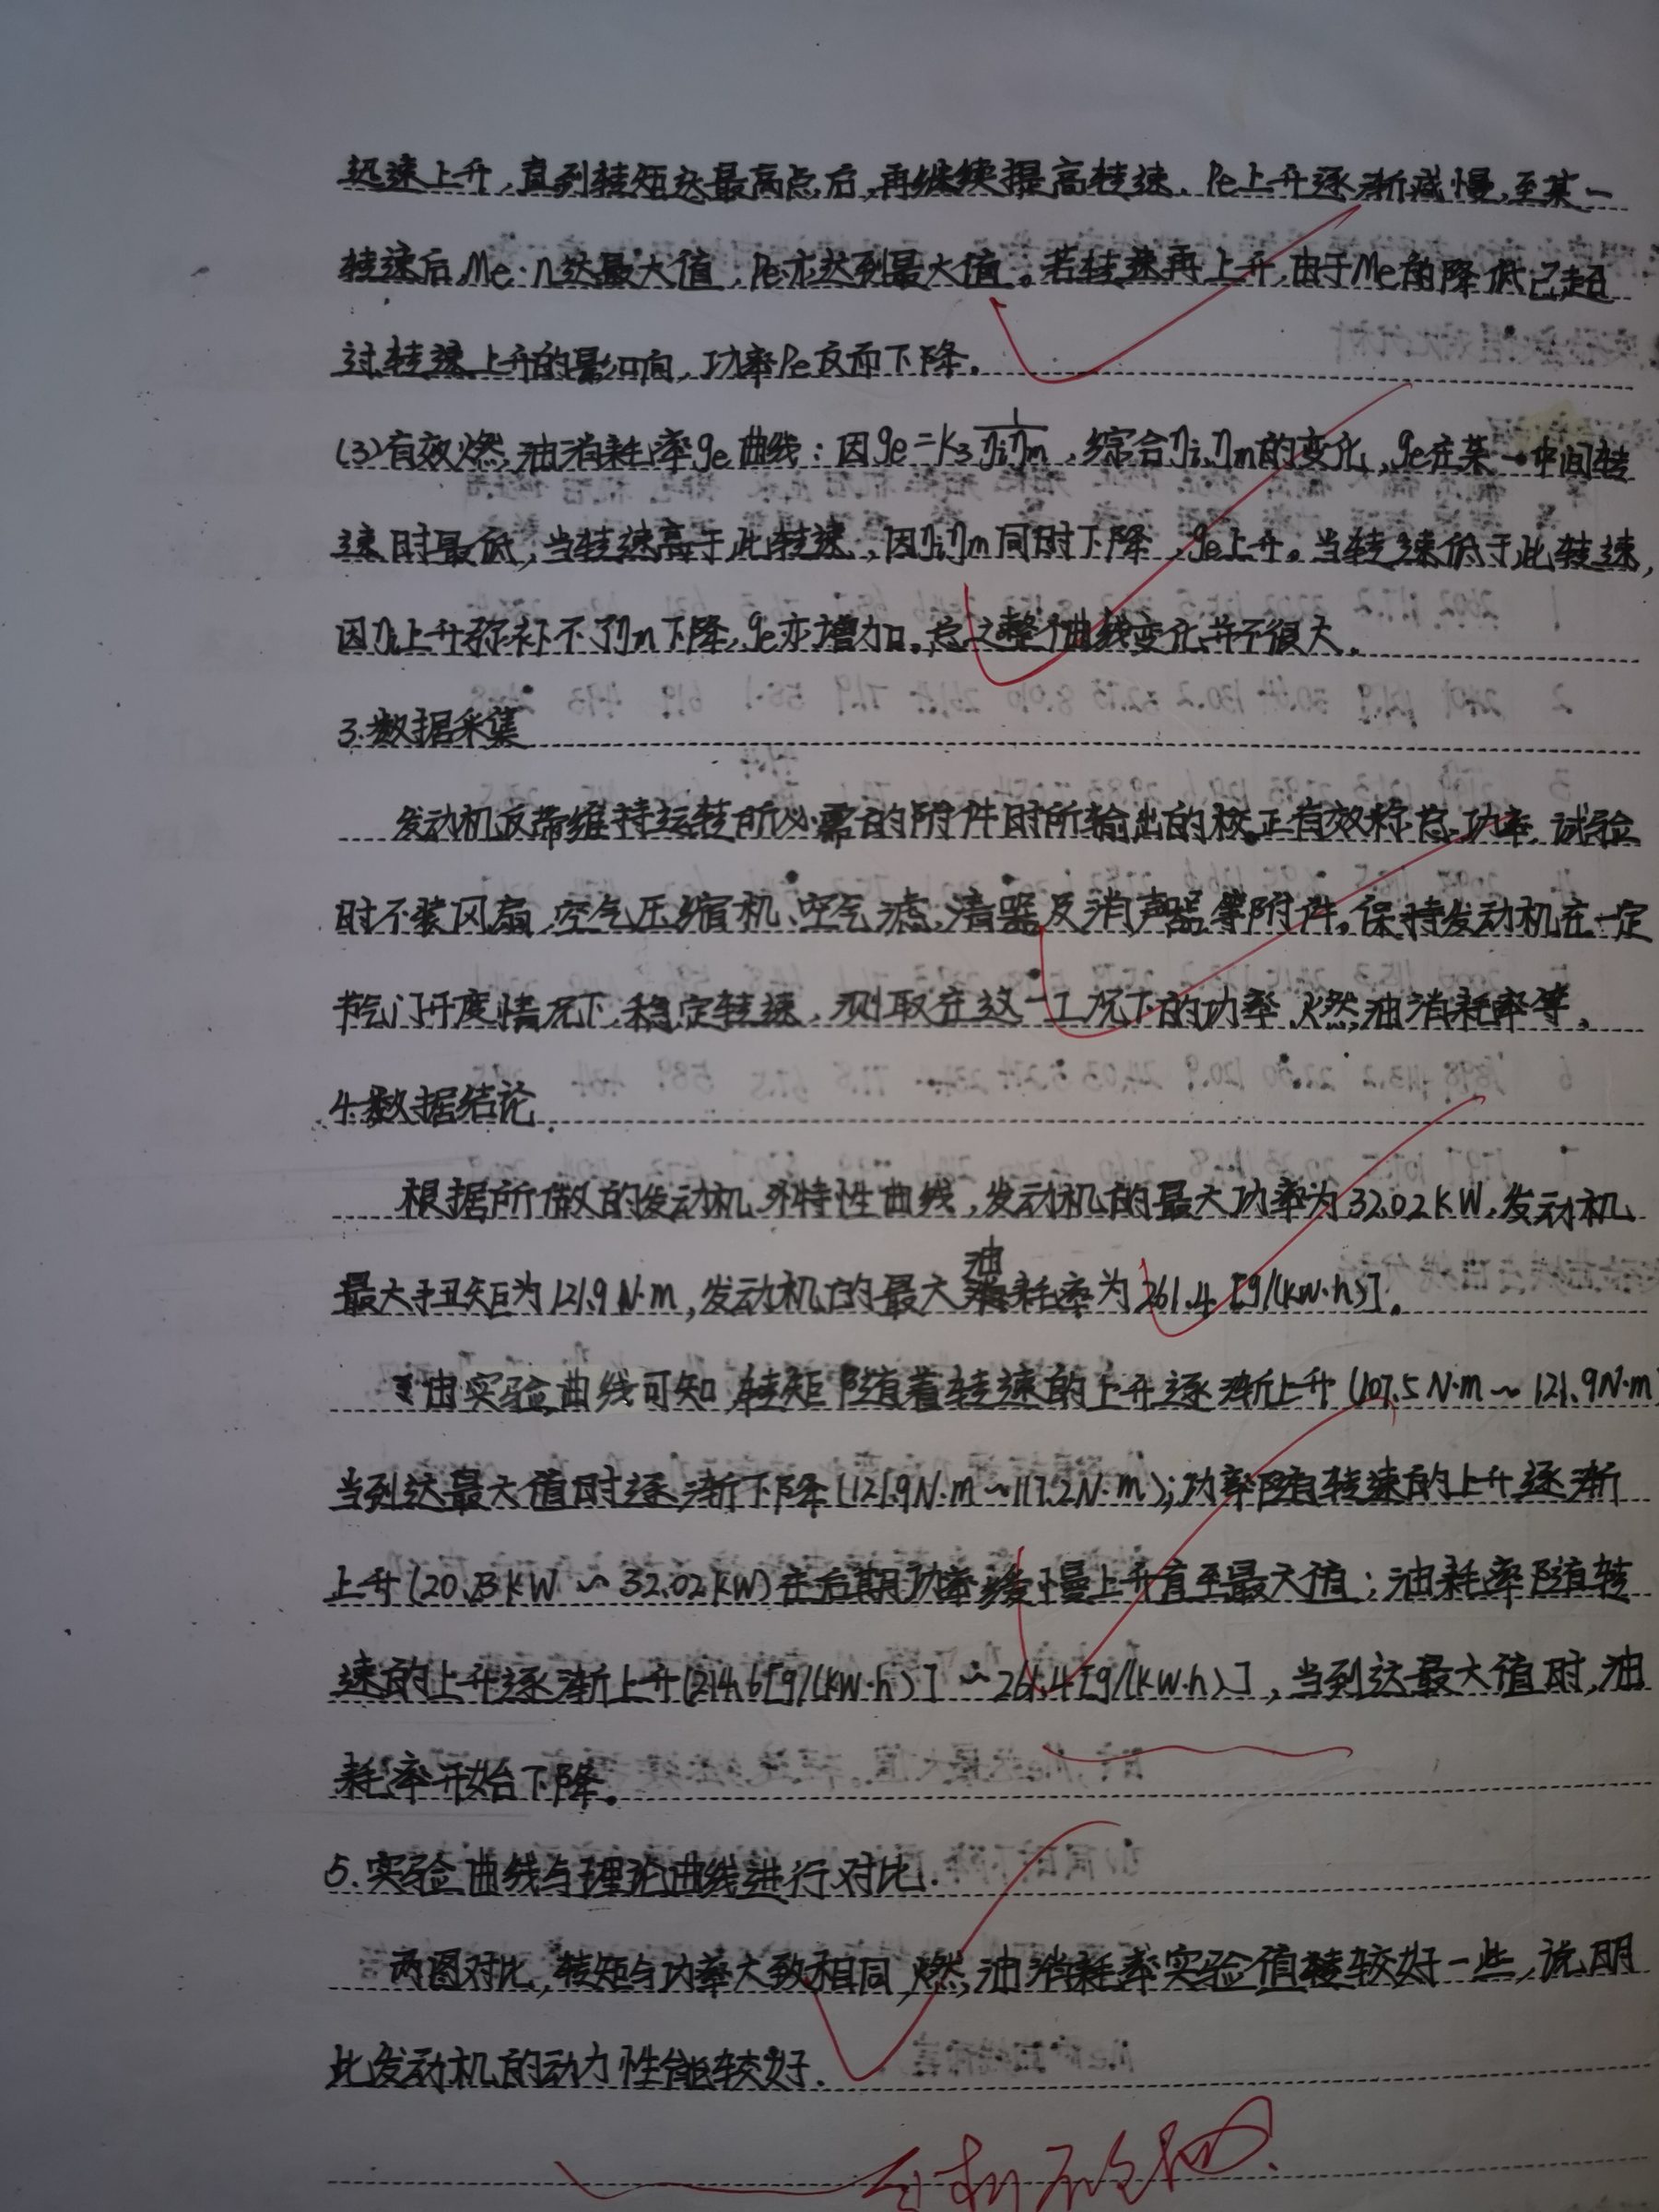 迅速上升,直到转矩达最高点后,再继续提高转速、Pe上升逐渐减慢,至某一
转速后,Me·n达最大值,Pe亦达到最大值。若转速再上升,由于Me的降低已超
过转速上升的影响,功率Pe反而下降。
(3)有效燃油消耗率ge曲线:因ge=k3 1/ηiηm,综合ηi,ηm的变化,ge在某一中间转
速时最低,当转速高于此转速,因ηiηm同时下降,ge上升。当转速低于此转速,
因ηi上升弥补不了ηm下降,ge亦增加。总之整个曲线变化并不很大。
3.数据采集
发动机仅带维持运转所必需的附件时所输出的校正有效称总功率,试验
时不装风扇、空气压缩机、空气滤清器及消声器等附件,保持发动机在一定
节气门开度情况下,稳定转速,测取在这一工况下的功率、燃油消耗率等。
4.数据结论
根据所做的发动机外特性曲线,发动机的最大功率为32.02KW,发动机
最大扭矩为121.9N·m,发动机的最大油耗率为261.4[g/(kw·h)]。
由实验曲线可知,转矩随着转速的上升逐渐上升(107.5N·m~121.9N·m
当到达最大值时逐渐下降(121.9N·m~117.2N·m);功率随转速的上升逐渐
上升(20.23KW~32.02KW)在后期功率缓慢上升直至最大值;油耗率随转
速的上升逐渐上升(214.6[g/(kw·h)]~261.4[g/(kw·h)],当到达最大值时,油
耗率开始下降。
5.实验曲线与理论曲线进行对比.
两图对比,转矩与功率大致相同,燃油消耗率实验值较好一些,说明
此发动机的动力性能较好.